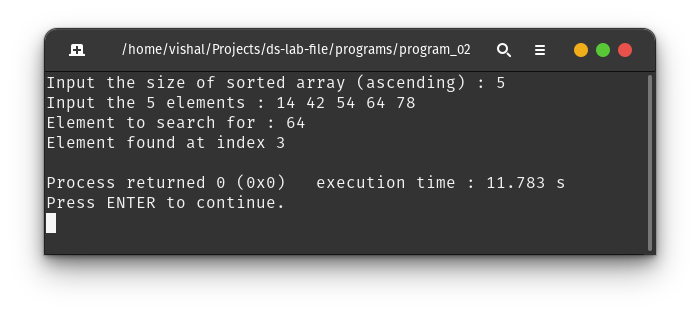 /home/vishal/Projects/ds-lab-file/programs/program_02
Input the size of sorted array (ascending) : 5
Input the 5 elements : 14 42 54 64 78
Element to search for : 64
Element found at index 3
Process returned 0 (0x0)   execution time : 11.783 s
Press ENTER to continue.